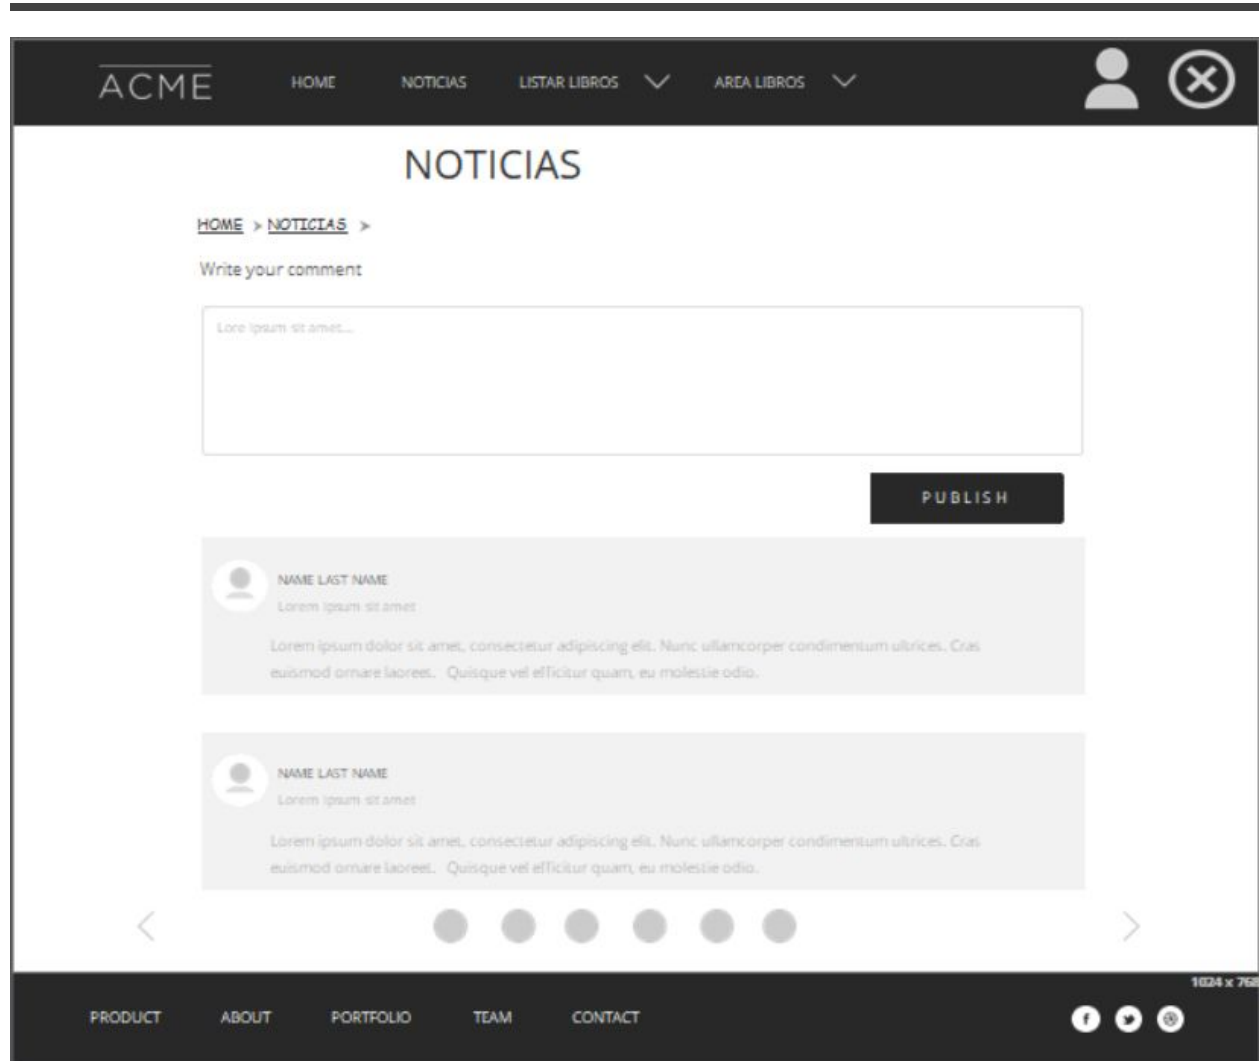 ACME HOME NOTICIAS LISTAR LIBROS AREA LIBROS
NOTICIAS
HOME > NOTICIAS >
Write your comment
Lore ipsum sit amet...
PUBLISH
NAME LAST NAME
Lorem ipsum sit amet
Lorem ipsum dolor sit amet, consectetur adipiscing elit. Nunc ullamcorper condimentum ultrices. Cras
euismod ornare laoreet. Quisque vel efficitur quam, eu molestie odio.
NAME LAST NAME
Lorem ipsum sit amet
Lorem ipsum dolor sit amet, consectetur adipiscing elit. Nunc ullamcorper condimentum ultrices. Cras
euismod ornare laoreet. Quisque vel efficitur quam, eu molestie odio.
1024 x 768
PRODUCT ABOUT PORTFOLIO TEAM CONTACT